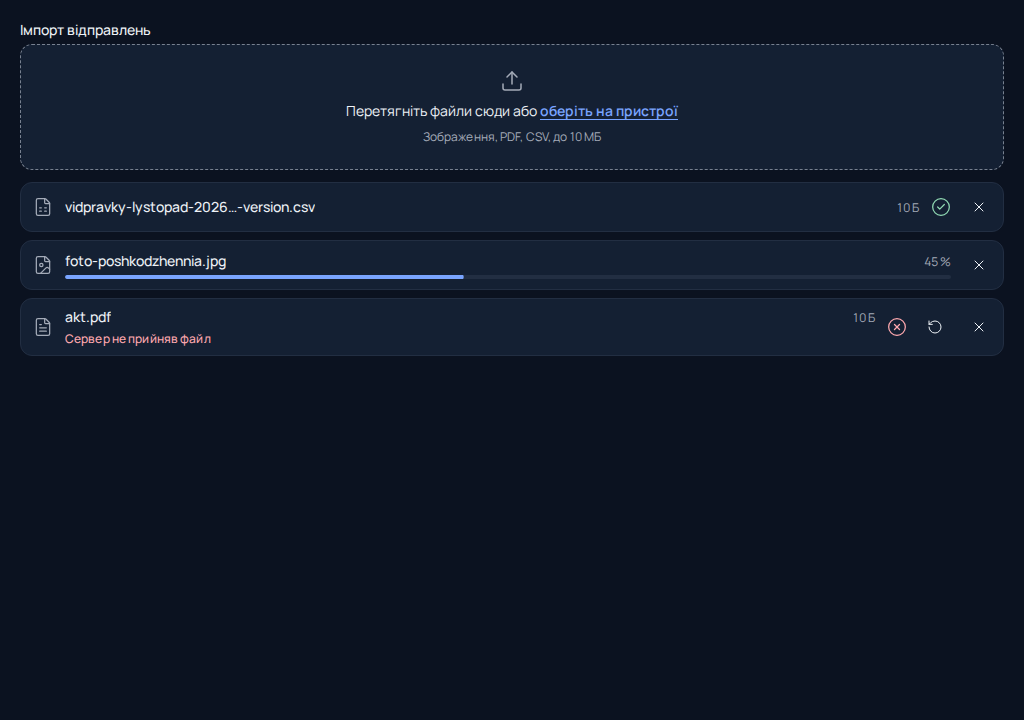 Імпорт відправлень
Перетягніть файли сюди або оберіть на пристрої
Зображення, PDF, CSV, до 10 МБ
vidpravky-lystopad-2026…-version.csv 10 Б
foto-poshkodzhennia.jpg 45 %
akt.pdf 10 Б
Сервер не прийняв файл